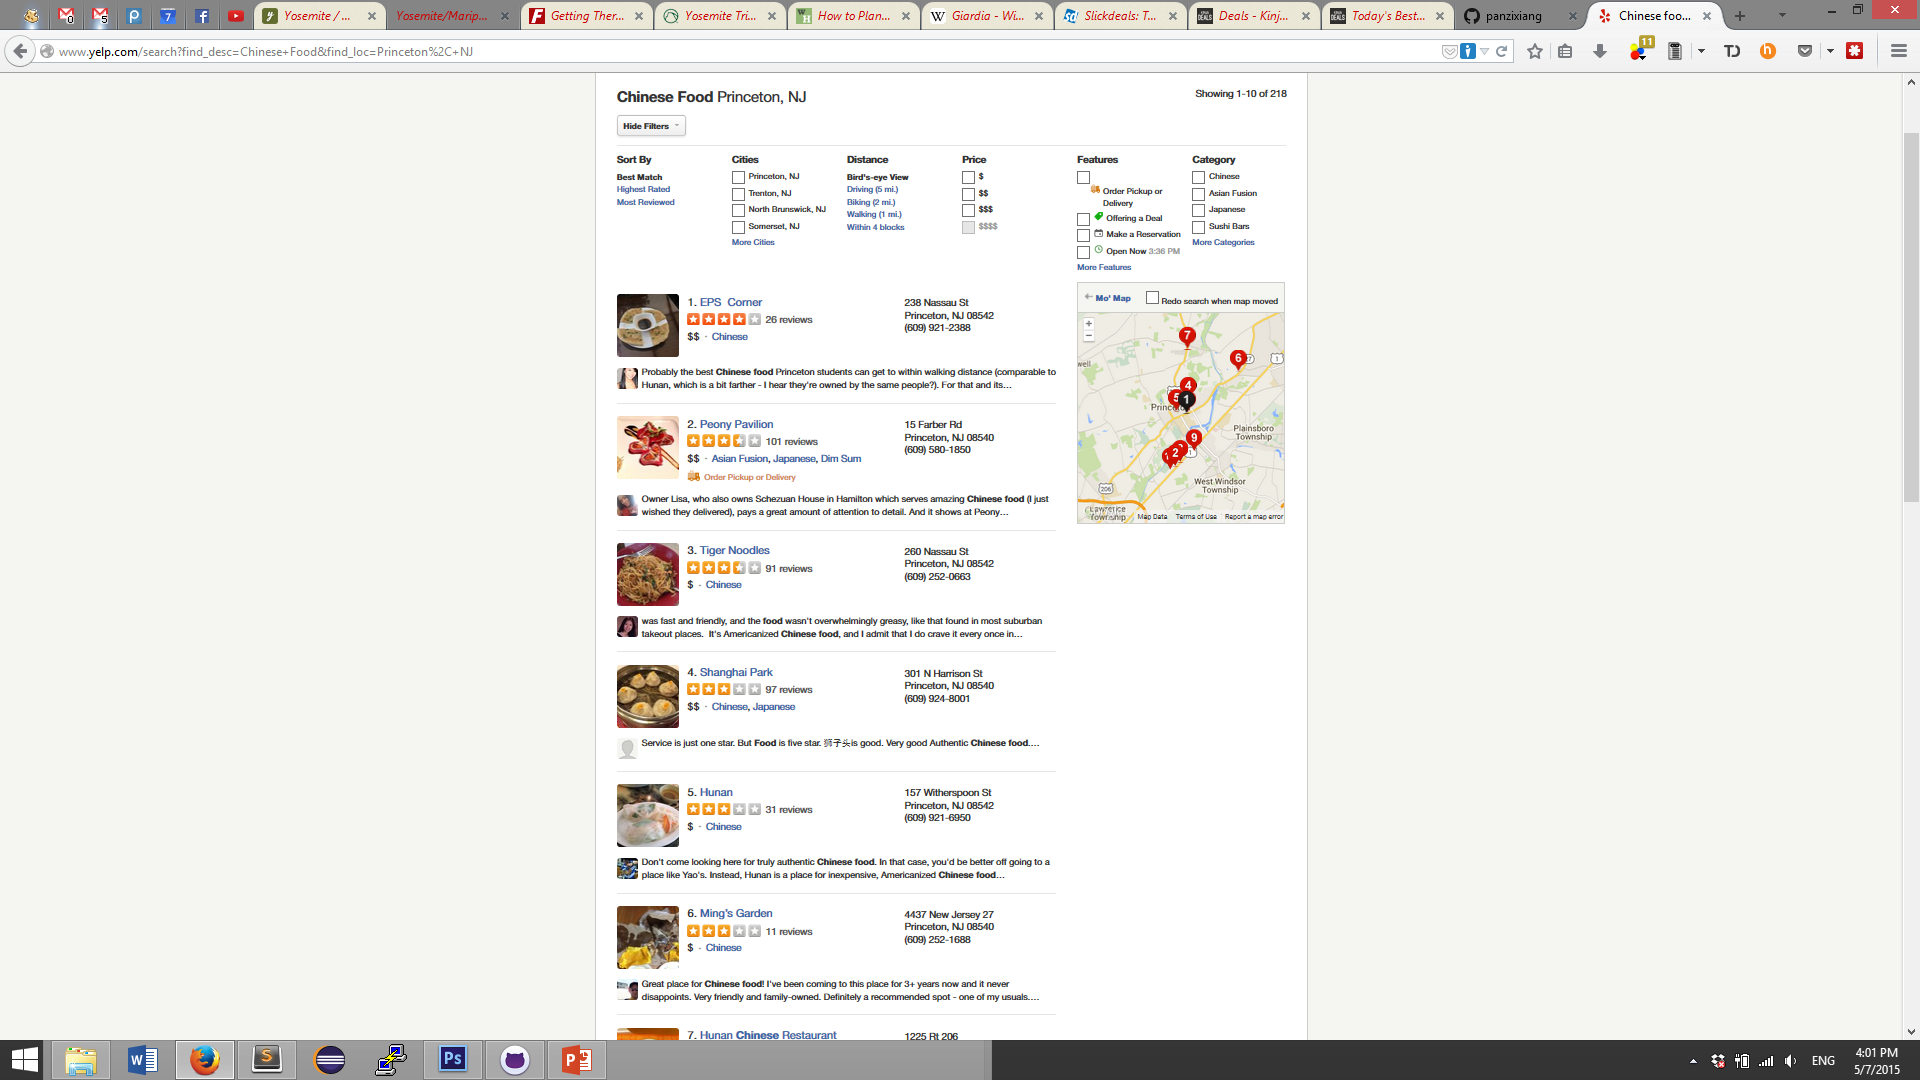 Yosemite / ...
Yosemite/Marip...
Getting Ther...
Yosemite Tri...
How to Plan...
Giardia - Wi...
Slickdeals: T...
Deals - Kinj...
Today's Best...
panzixiang
Chinese foo...
www.yelp.com/search?find_desc=Chinese+Food&find_loc=Princeton%2C+NJ
11
Chinese Food Princeton, NJ
Showing 1-10 of 218
Hide Filters
Sort By
Best Match
Highest Rated
Most Reviewed
Cities
Princeton, NJ
Trenton, NJ
North Brunswick, NJ
Somerset, NJ
More Cities
Distance
Bird's-eye View
Driving (5 mi.)
Biking (2 mi.)
Walking (1 mi.)
Within 4 blocks
Price
$
$$
$$$
$$$$
Features
Order Pickup or
Delivery
Offering a Deal
Make a Reservation
Open Now 3:36 PM
More Features
Category
Chinese
Asian Fusion
Japanese
Sushi Bars
More Categories
1. EPS Corner
26 reviews
$$ · Chinese
238 Nassau St
Princeton, NJ 08542
(609) 921-2388
Probably the best Chinese food Princeton students can get to within walking distance (comparable to
Hunan, which is a bit farther - I hear they're owned by the same people?). For that and its…
2. Peony Pavilion
101 reviews
$$ · Asian Fusion, Japanese, Dim Sum
Order Pickup or Delivery
15 Farber Rd
Princeton, NJ 08540
(609) 580-1850
Owner Lisa, who also owns Schezuan House in Hamilton which serves amazing Chinese food (I just
wished they delivered), pays a great amount of attention to detail. And it shows at Peony…
3. Tiger Noodles
91 reviews
$ · Chinese
260 Nassau St
Princeton, NJ 08542
(609) 252-0663
was fast and friendly, and the food wasn't overwhelmingly greasy, like that found in most suburban
takeout places. It's Americanized Chinese food, and I admit that I do crave it every once in…
4. Shanghai Park
97 reviews
$$ · Chinese, Japanese
301 N Harrison St
Princeton, NJ 08540
(609) 924-8001
Service is just one star. But Food is five star. 狮子头is good. Very good Authentic Chinese food.…
5. Hunan
31 reviews
$ · Chinese
157 Witherspoon St
Princeton, NJ 08542
(609) 921-6950
Don't come looking here for truly authentic Chinese food. In that case, you'd be better off going to a
place like Yao's. Instead, Hunan is a place for inexpensive, Americanized Chinese food…
6. Ming's Garden
11 reviews
$ · Chinese
4437 New Jersey 27
Princeton, NJ 08540
(609) 252-1688
Great place for Chinese food! I've been coming to this place for 3+ years now and it never
disappoints. Very friendly and family-owned. Definitely a recommended spot - one of my usuals.…
7. Hunan Chinese Restaurant
1225 Rt 206
Mo' Map
Redo search when map moved
7
6
4
5
1
Princeton
9
2
Plainsboro
Township
West Windsor
Township
206
Lawrence
Township
Map Data
Terms of Use
Report a map error
ENG
4:01 PM
5/7/2015